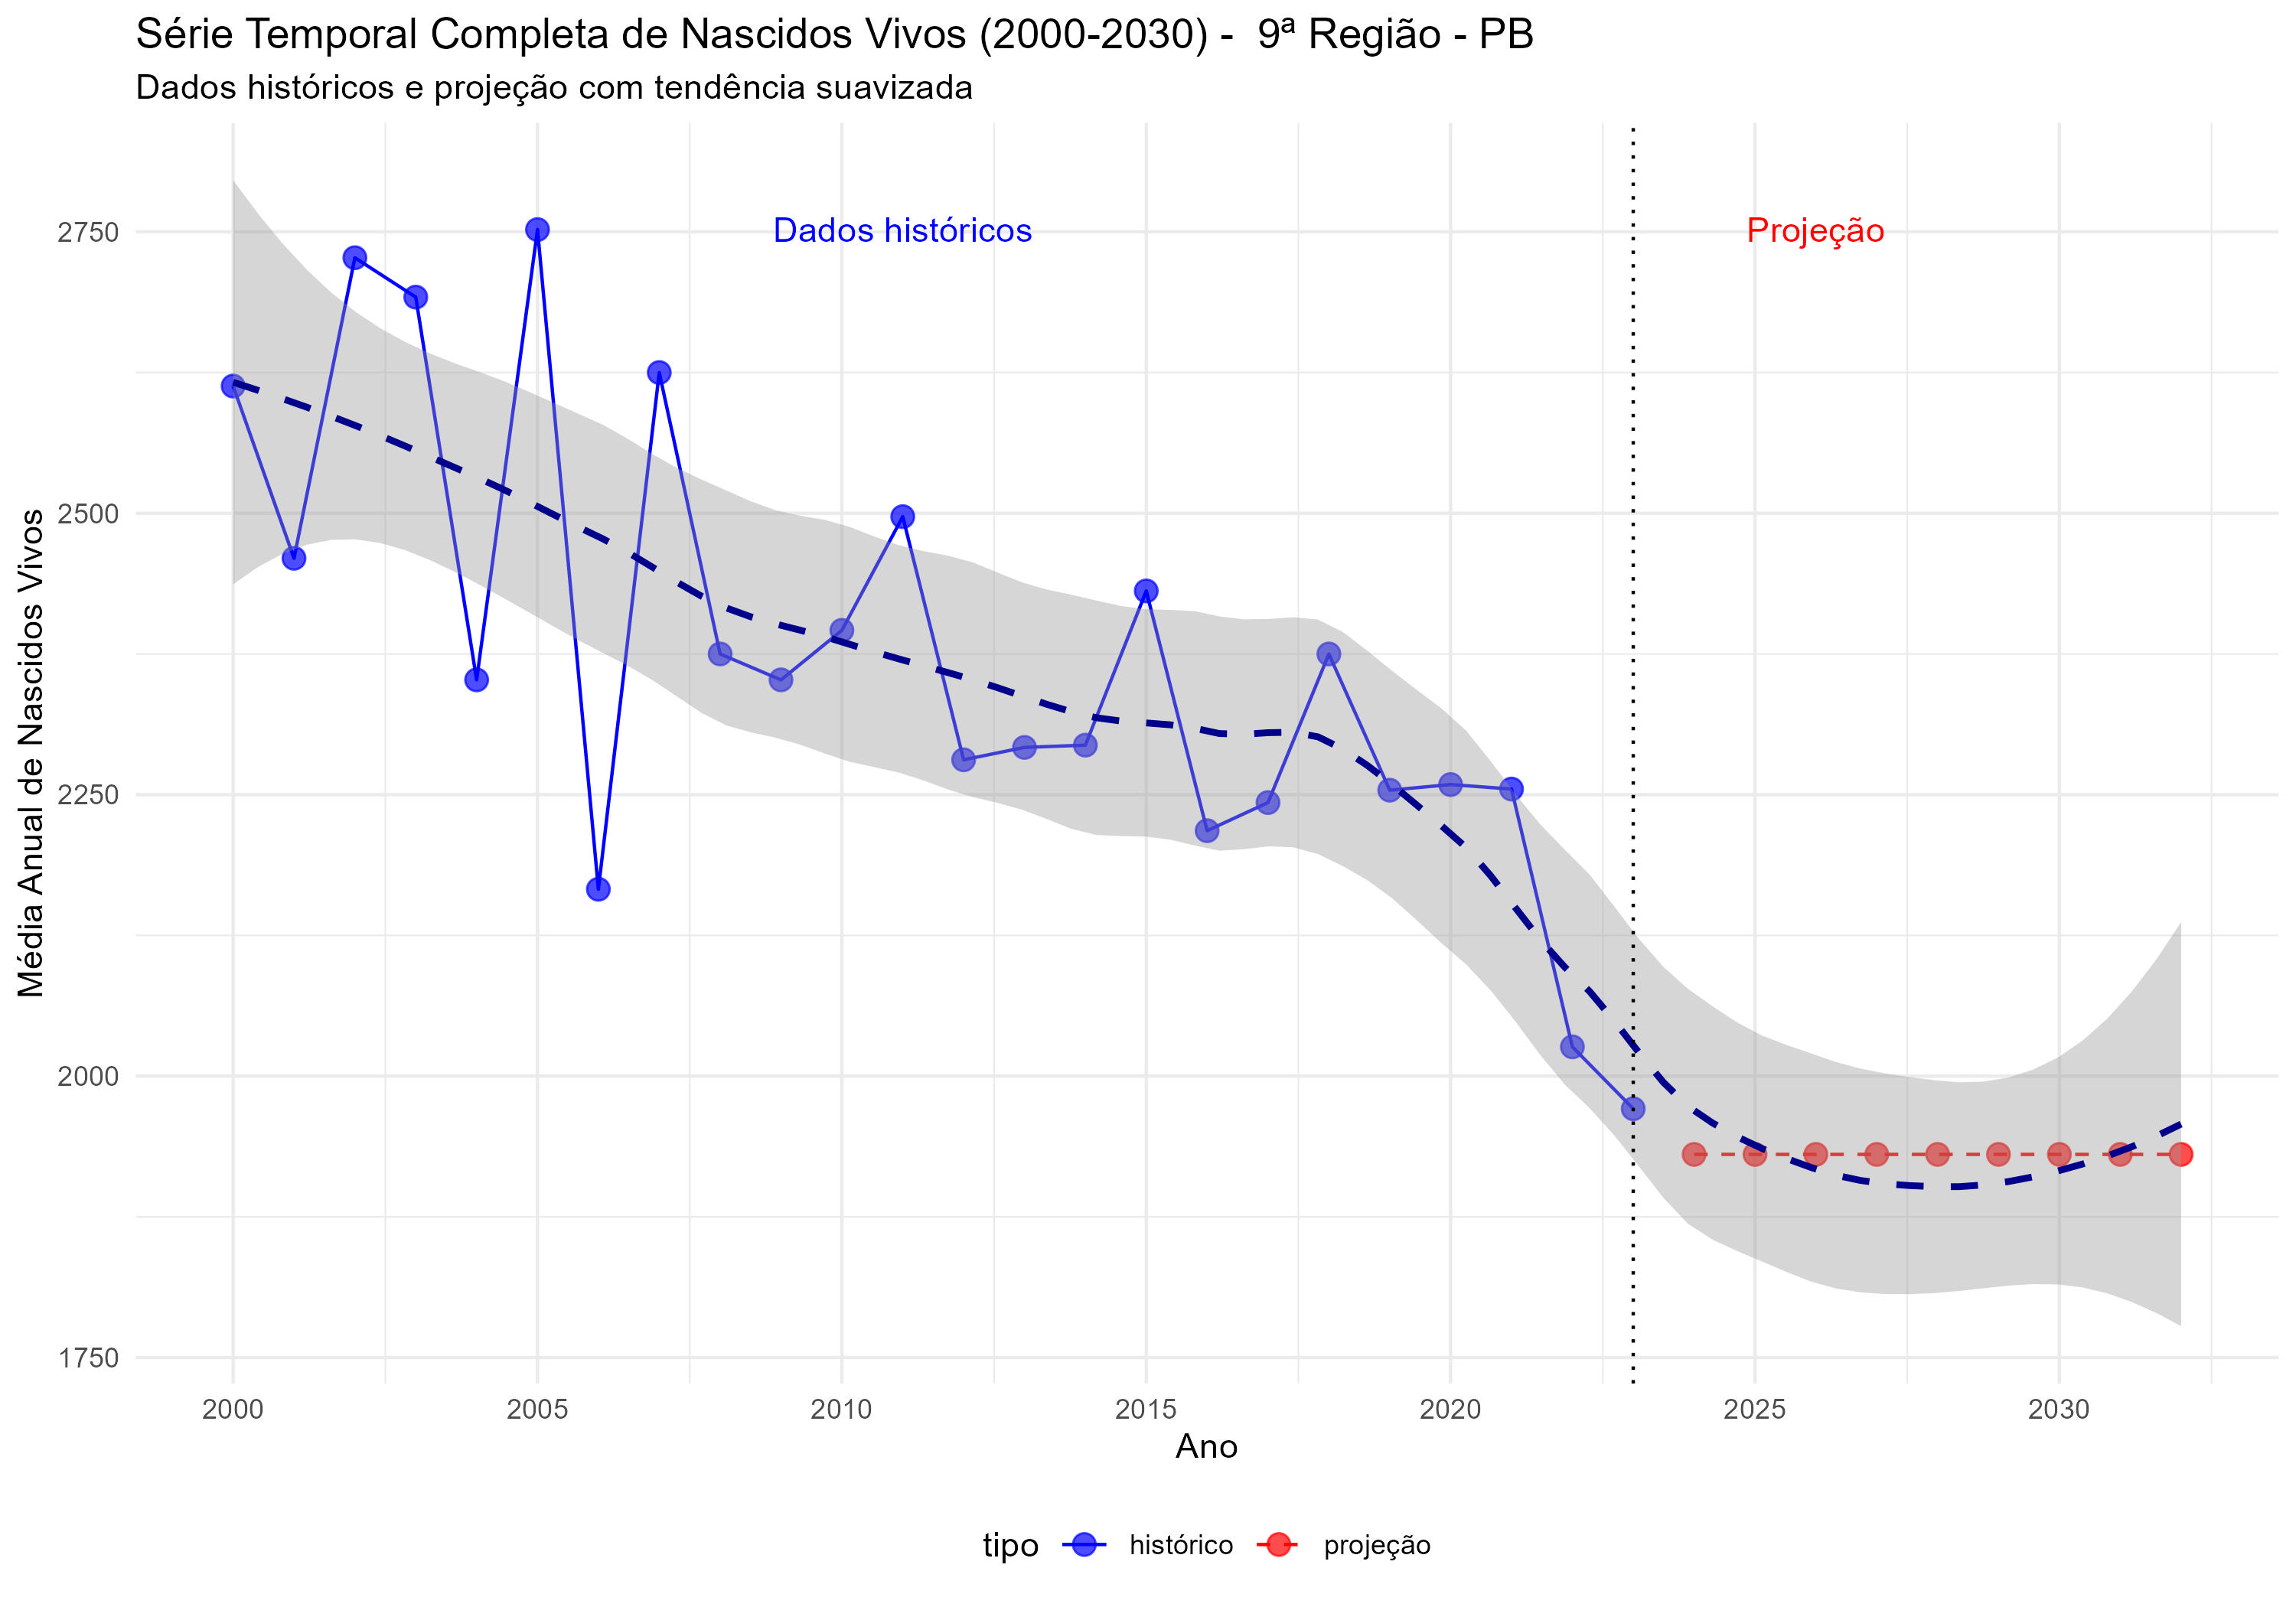 Série Temporal Completa de Nascidos Vivos (2000-2030) -  9ª Região - PB
Dados históricos e projeção com tendência suavizada
Dados históricos
Projeção
Média Anual de Nascidos Vivos
2750
2500
2250
2000
1750
2000 2005 2010 2015 2020 2025 2030
Ano
tipo histórico projeção